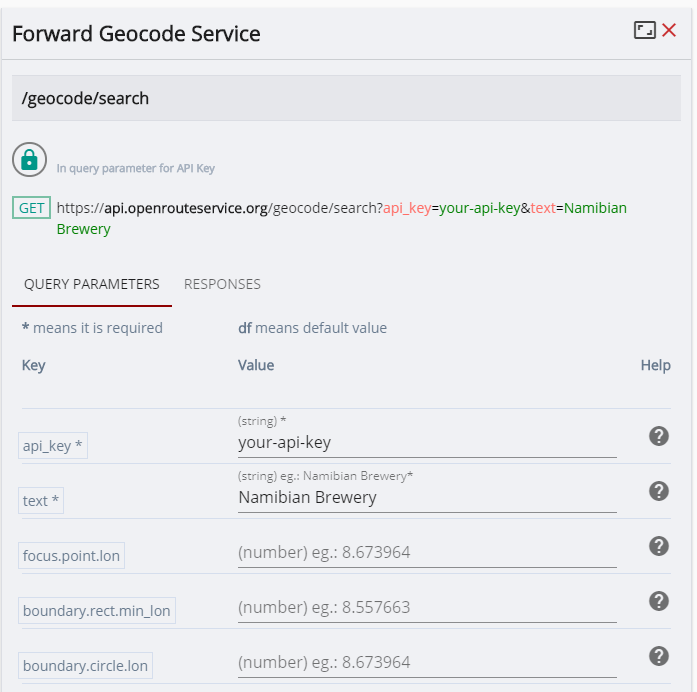 Forward Geocode Service
/geocode/search
In query parameter for API Key
GET https://api.openrouteservice.org/geocode/search?api_key=your-api-key&text=Namibian
Brewery
QUERY PARAMETERS RESPONSES
* means it is required df means default value
Key Value Help
(string) *
api_key * your-api-key
(string) eg.: Namibian Brewery*
text * Namibian Brewery
focus.point.lon (number) eg.: 8.673964
boundary.rect.min_lon (number) eg.: 8.557663
boundary.circle.lon (number) eg.: 8.673964